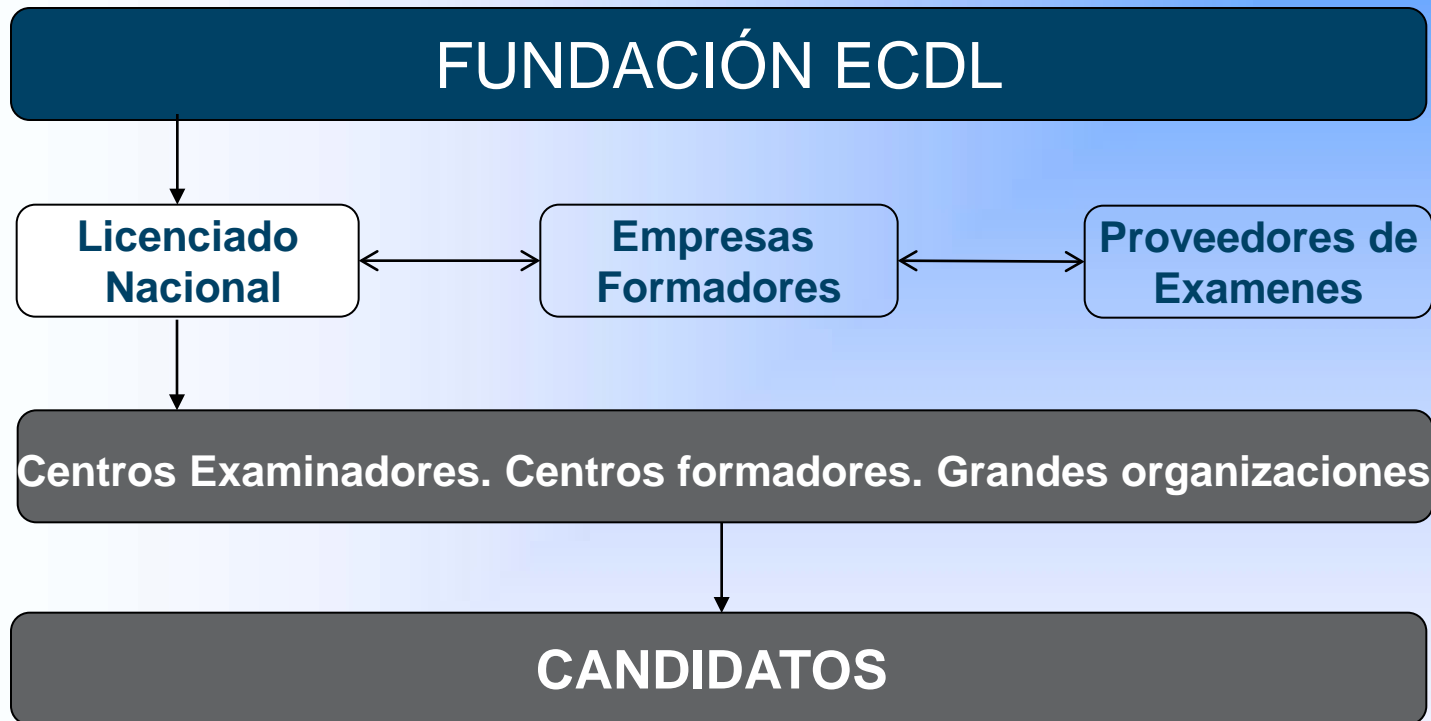 FUNDACIÓN ECDL
Licenciado
Nacional
Empresas
Formadores
Proveedores de
Examenes
Centros Examinadores. Centros formadores. Grandes organizaciones
CANDIDATOS